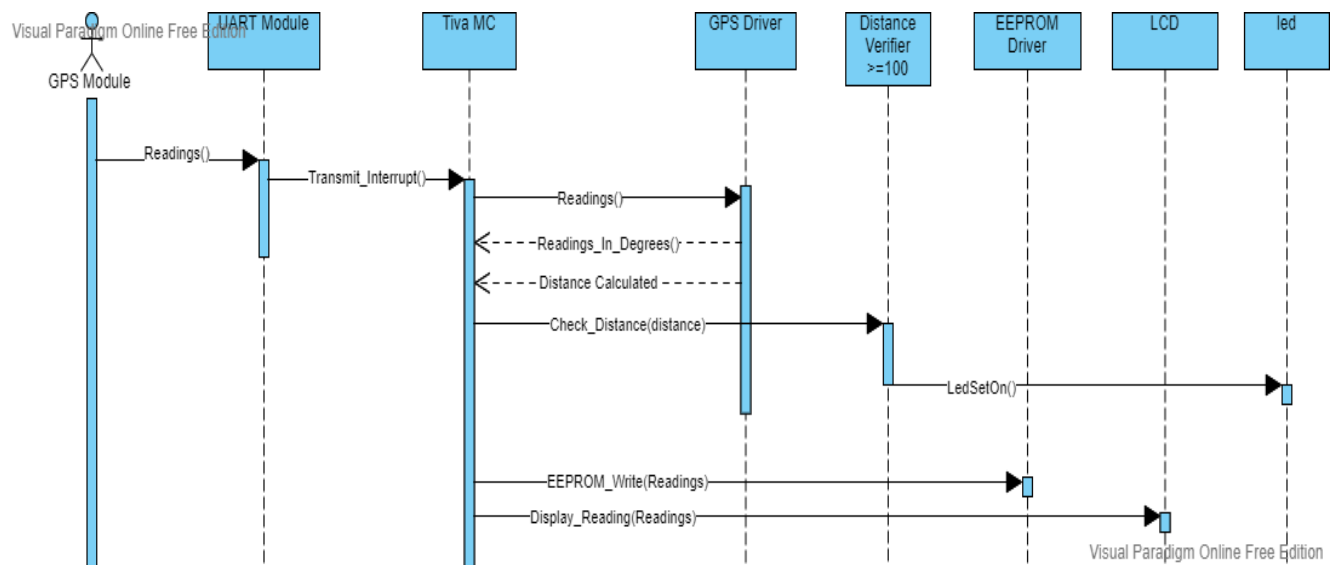 Visual Paradigm Online Free Edition
GPS Module
UART Module
Tiva MC
GPS Driver
Distance
Verifier
>=100
EEPROM
Driver
LCD
led
Readings()
Transmit_Interrupt()
Readings()
Readings_In_Degrees()
Distance Calculated
Check_Distance(distance)
LedSetOn()
EEPROM_Write(Readings)
Display_Reading(Readings)
Visual Paradigm Online Free Edition